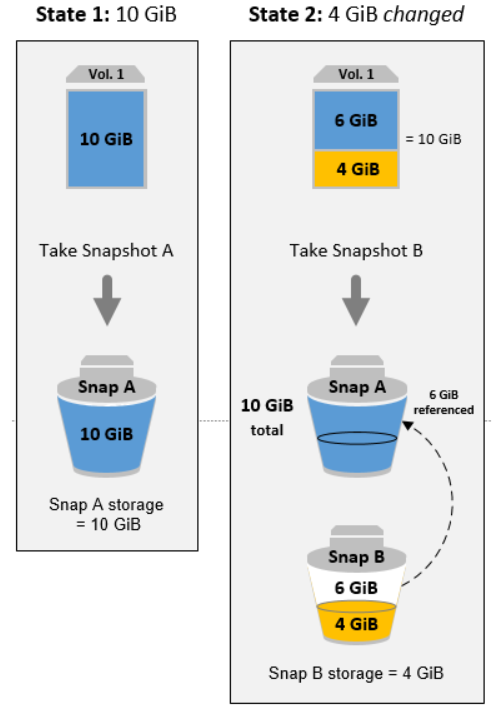 State 1: 10 GiB
Vol. 1
10 GiB
Take Snapshot A
Snap A
10 GiB
Snap A storage
= 10 GiB
State 2: 4 GiB changed
Vol. 1
6 GiB
= 10 GiB
4 GiB
Take Snapshot B
Snap A
10 GiB
total
6 GiB
referenced
Snap B
6 GiB
4 GiB
Snap B storage = 4 GiB